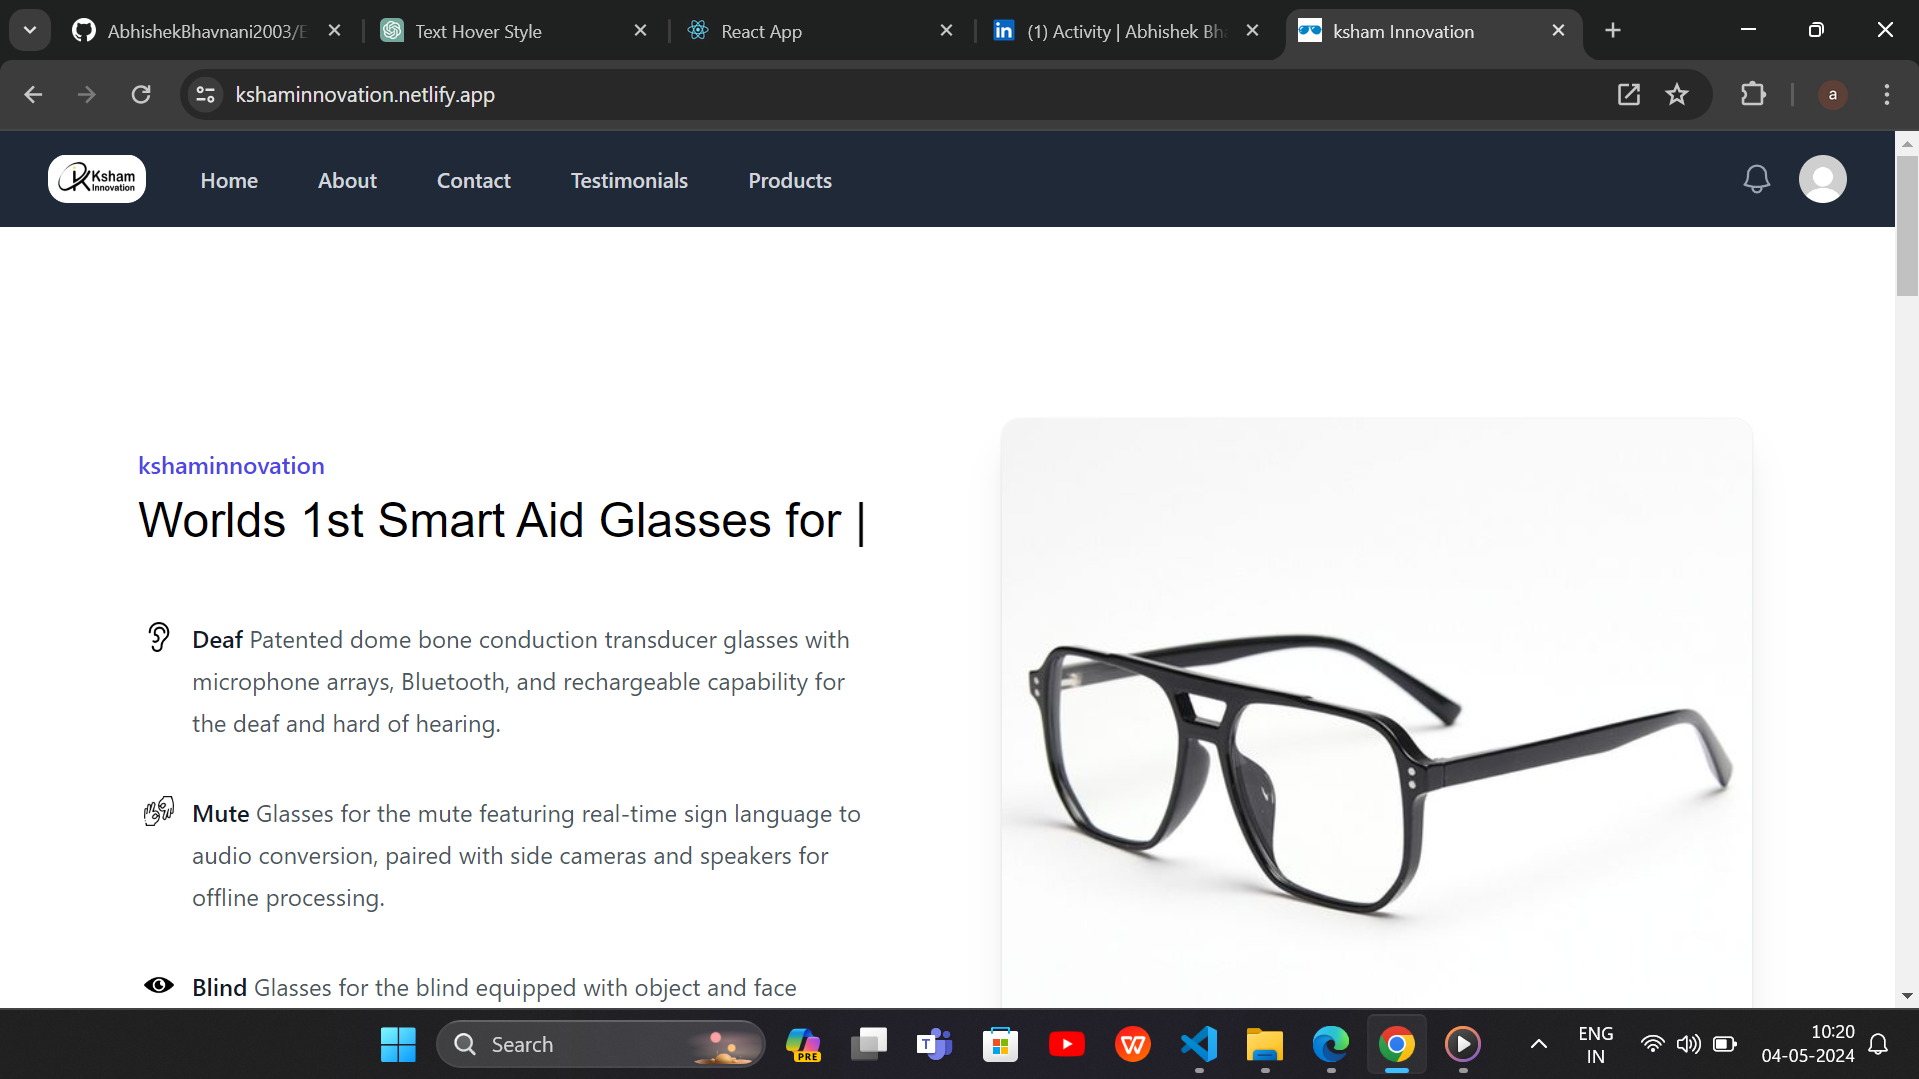 AbhishekBhavnani2003/E
Text Hover Style
React App
(1) Activity | Abhishek Bha
ksham Innovation
kshaminnovation.netlify.app
a
Ksham
Innovation
Home
About
Contact
Testimonials
Products
kshaminnovation
Worlds 1st Smart Aid Glasses for |
Deaf Patented dome bone conduction transducer glasses with
microphone arrays, Bluetooth, and rechargeable capability for
the deaf and hard of hearing.
Mute Glasses for the mute featuring real-time sign language to
audio conversion, paired with side cameras and speakers for
offline processing.
Blind Glasses for the blind equipped with object and face
Search
PRE
ENG
IN
10:20
04-05-2024